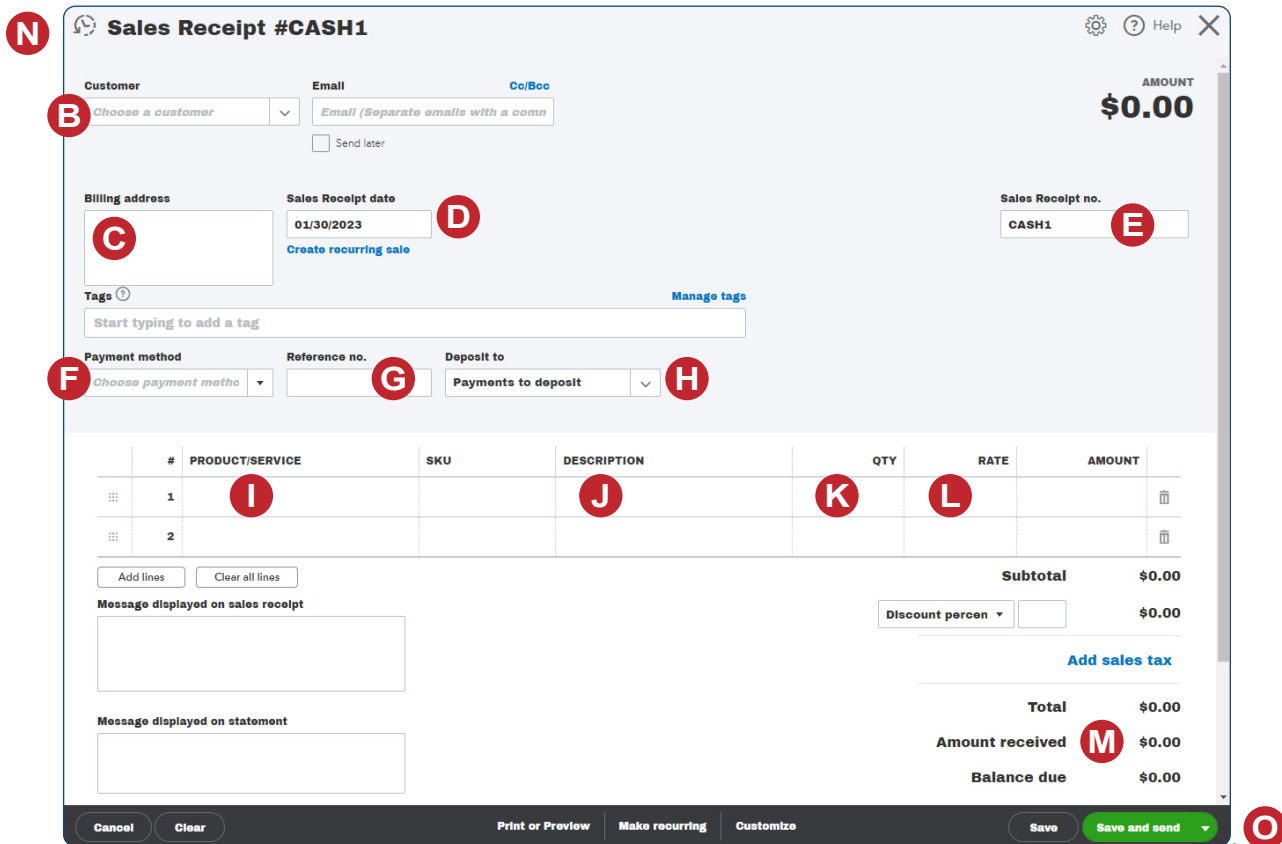 N
Sales Receipt #CASH1
? Help
Customer
Email
Cc/Bcc
AMOUNT
B
Choose a customer
Email (Separate emails with a comm
$0.00
Send later
Billing address
Sales Receipt date
Sales Receipt no.
C
01/30/2023
D
CASH1
E
Create recurring sale
Tags ?
Manage tags
Start typing to add a tag
Payment method
Reference no.
Deposit to
F
Choose payment metho
G
Payments to deposit
H
# PRODUCT/SERVICE SKU DESCRIPTION QTY RATE AMOUNT
1 I J K L
2
Add lines
Clear all lines
Subtotal $0.00
Message displayed on sales receipt
Discount percen
$0.00
Add sales tax
Total $0.00
Message displayed on statement
Amount received M $0.00
Balance due $0.00
Cancel
Clear
Print or Preview
Make recurring
Customize
Save
Save and send
O